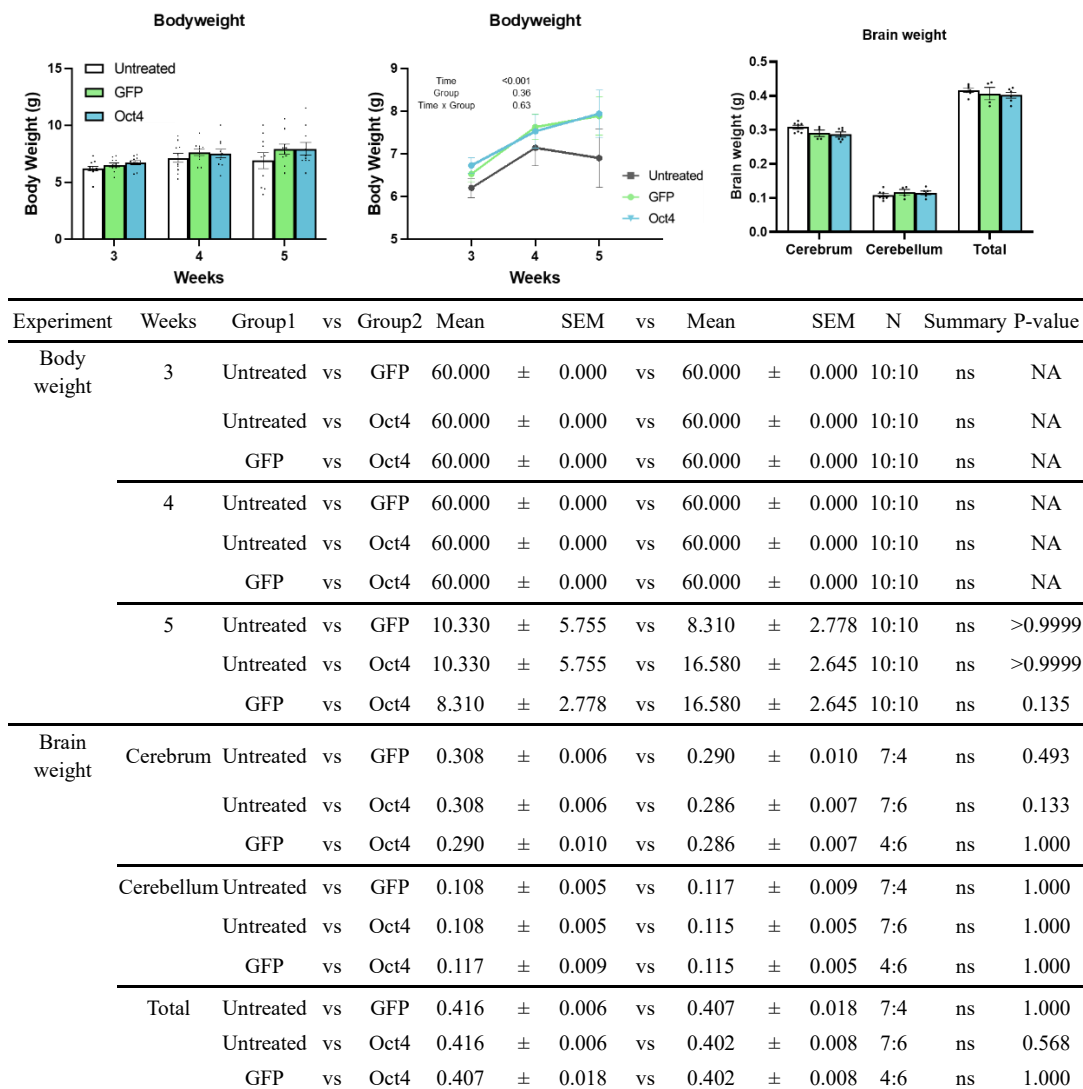 Bodyweight
15
10
5
0
Body Weight (g)
Untreated
GFP
Oct4
3 4 5
Weeks
Bodyweight
9
8
7
6
5
Body Weight (g)
Time <0.001
Group 0.36
Time x Group 0.63
Untreated
GFP
Oct4
3 4 5
Weeks
Brain weight
0.5
0.4
0.3
0.2
0.1
0.0
Brain weight (g)
Cerebrum Cerebellum Total
Experiment Weeks Group1 vs Group2 Mean SEM vs Mean SEM N Summary P-value
Body weight 3 Untreated vs GFP 60.000 ± 0.000 vs 60.000 ± 0.000 10:10 ns NA
Untreated vs Oct4 60.000 ± 0.000 vs 60.000 ± 0.000 10:10 ns NA
GFP vs Oct4 60.000 ± 0.000 vs 60.000 ± 0.000 10:10 ns NA
4 Untreated vs GFP 60.000 ± 0.000 vs 60.000 ± 0.000 10:10 ns NA
Untreated vs Oct4 60.000 ± 0.000 vs 60.000 ± 0.000 10:10 ns NA
GFP vs Oct4 60.000 ± 0.000 vs 60.000 ± 0.000 10:10 ns NA
5 Untreated vs GFP 10.330 ± 5.755 vs 8.310 ± 2.778 10:10 ns >0.9999
Untreated vs Oct4 10.330 ± 5.755 vs 16.580 ± 2.645 10:10 ns >0.9999
GFP vs Oct4 8.310 ± 2.778 vs 16.580 ± 2.645 10:10 ns 0.135
Brain weight Cerebrum Untreated vs GFP 0.308 ± 0.006 vs 0.290 ± 0.010 7:4 ns 0.493
Untreated vs Oct4 0.308 ± 0.006 vs 0.286 ± 0.007 7:6 ns 0.133
GFP vs Oct4 0.290 ± 0.010 vs 0.286 ± 0.007 4:6 ns 1.000
Cerebellum Untreated vs GFP 0.108 ± 0.005 vs 0.117 ± 0.009 7:4 ns 1.000
Untreated vs Oct4 0.108 ± 0.005 vs 0.115 ± 0.005 7:6 ns 1.000
GFP vs Oct4 0.117 ± 0.009 vs 0.115 ± 0.005 4:6 ns 1.000
Total Untreated vs GFP 0.416 ± 0.006 vs 0.407 ± 0.018 7:4 ns 1.000
Untreated vs Oct4 0.416 ± 0.006 vs 0.402 ± 0.008 7:6 ns 0.568
GFP vs Oct4 0.407 ± 0.018 vs 0.402 ± 0.008 4:6 ns 1.000